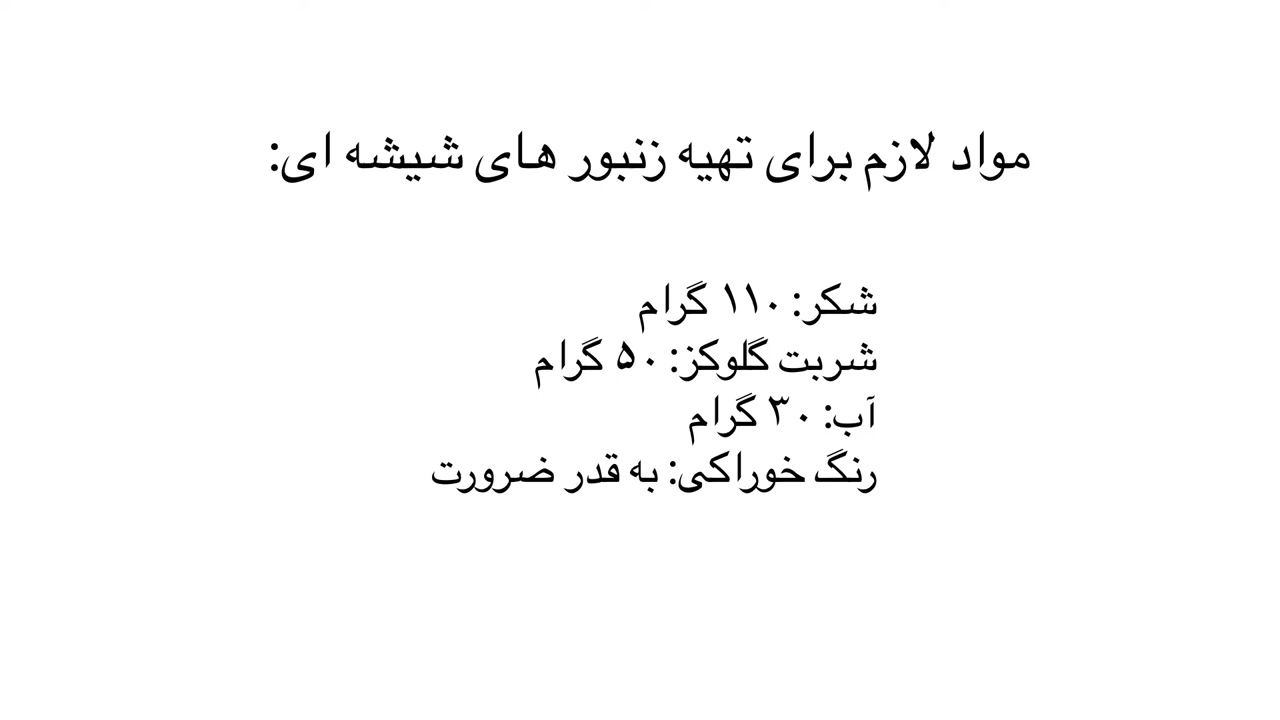 مواد لازم برای تهیه زنبور های شیشه ای:
شکر: ۱۱۰ گرام
شربت گلوکز: ۵۰ گرام
آب: ۳۰ گرام
رنگ خوراکی: به قدر ضرورت